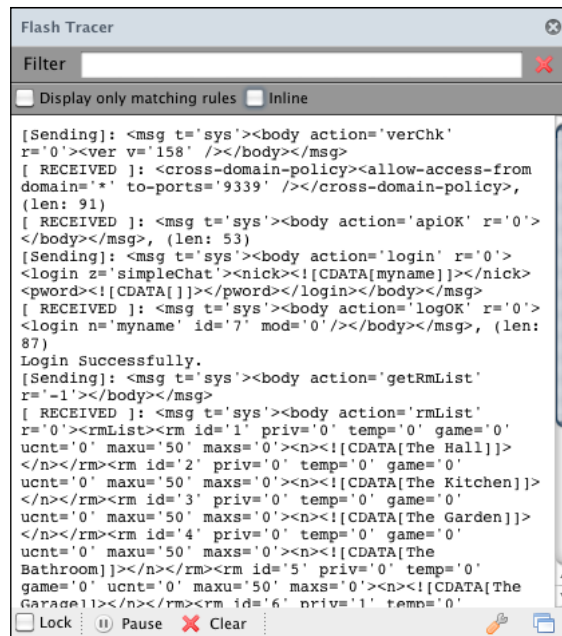 Flash Tracer
Filter
Display only matching rules Inline
[Sending]: <msg t='sys'><body action='verChk'
r='0'><ver v='158' /></body></msg>
[ RECEIVED ]: <cross-domain-policy><allow-access-from
domain='*' to-ports='9339' /></cross-domain-policy>,
(len: 91)
[ RECEIVED ]: <msg t='sys'><body action='apiOK' r='0'>
</body></msg>, (len: 53)
[Sending]: <msg t='sys'><body action='login' r='0'>
<login z='simpleChat'><nick><![CDATA[myname]]></nick>
<pword><![CDATA[]]></pword></login></body></msg>
[ RECEIVED ]: <msg t='sys'><body action='logOK' r='0'>
<login n='myname' id='7' mod='0'/></body></msg>, (len:
87)
Login Successfully.
[Sending]: <msg t='sys'><body action='getRmList'
r='-1'></body></msg>
[ RECEIVED ]: <msg t='sys'><body action='rmList'
r='0'><rmList><rm id='1' priv='0' temp='0' game='0'
ucnt='0' maxu='50' maxs='0'><n><![CDATA[The Hall]]>
</n></rm><rm id='2' priv='0' temp='0' game='0'
ucnt='0' maxu='50' maxs='0'><n><![CDATA[The Kitchen]]>
</n></rm><rm id='3' priv='0' temp='0' game='0'
ucnt='0' maxu='50' maxs='0'><n><![CDATA[The Garden]]>
</n></rm><rm id='4' priv='0' temp='0' game='0'
ucnt='0' maxu='50' maxs='0'><n><![CDATA[The
Bathroom]]></n></rm><rm id='5' priv='0' temp='0'
game='0' ucnt='0' maxu='50' maxs='0'><n><![CDATA[The
Garage]]></n></rm><rm id='6' priv='1' temp='0'
Lock Pause Clear